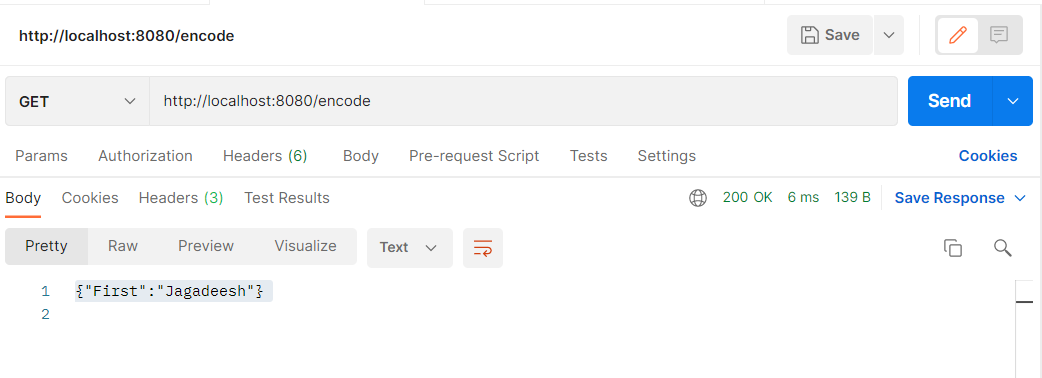 http://localhost:8080/encode
Save
GET
http://localhost:8080/encode
Send
Params Authorization Headers (6) Body Pre-request Script Tests Settings Cookies
Body Cookies Headers (3) Test Results 200 OK 6 ms 139 B Save Response
Pretty Raw Preview Visualize Text
1 {"First":"Jagadeesh"}
2